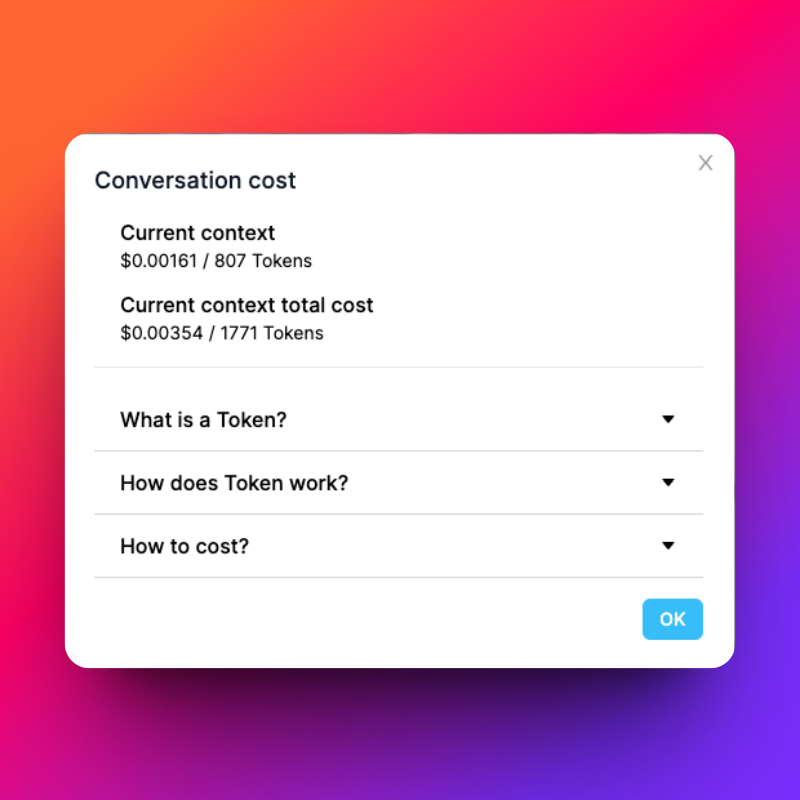 X
Conversation cost
Current context
$0.00161 / 807 Tokens
Current context total cost
$0.00354 / 1771 Tokens
What is a Token?
How does Token work?
How to cost?
OK